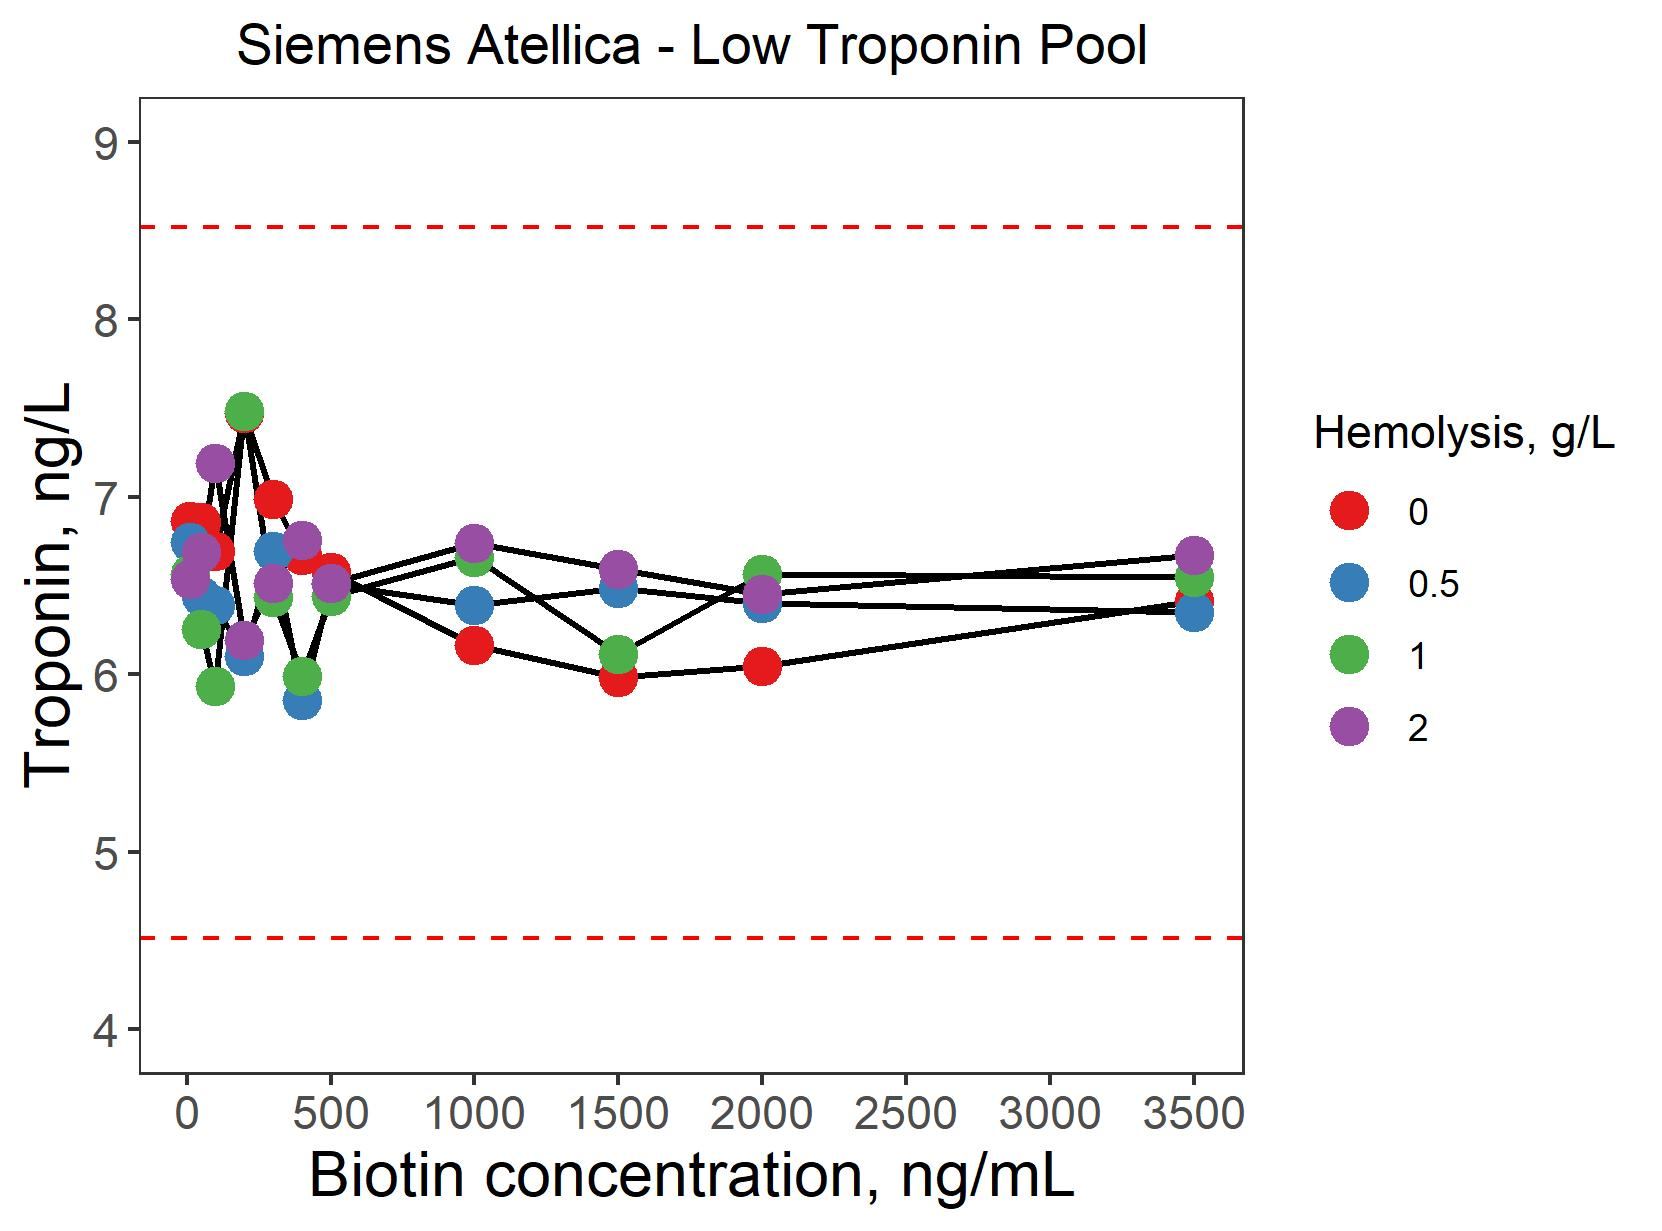 Siemens Atellica - Low Troponin Pool
9
8
7
6
5
4
Troponin, ng/L
0 500 1000 1500 2000 2500 3000 3500
Biotin concentration, ng/mL
Hemolysis, g/L
0
0.5
1
2